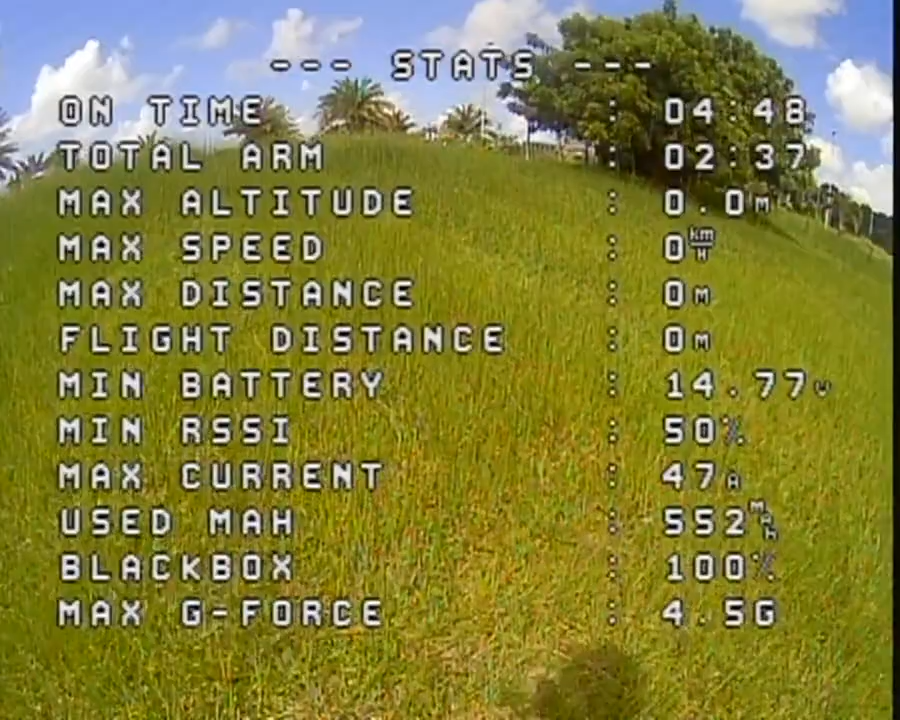 --- STATS ---
ON TIME : 04:48
TOTAL ARM : 02:37
MAX ALTITUDE : 0.0M
MAX SPEED : 0km/H
MAX DISTANCE : 0M
FLIGHT DISTANCE : 0M
MIN BATTERY : 14.77V
MIN RSSI : 50%
MAX CURRENT : 47A
USED MAH : 552MAH
BLACKBOX : 100%
MAX G-FORCE : 4.5G